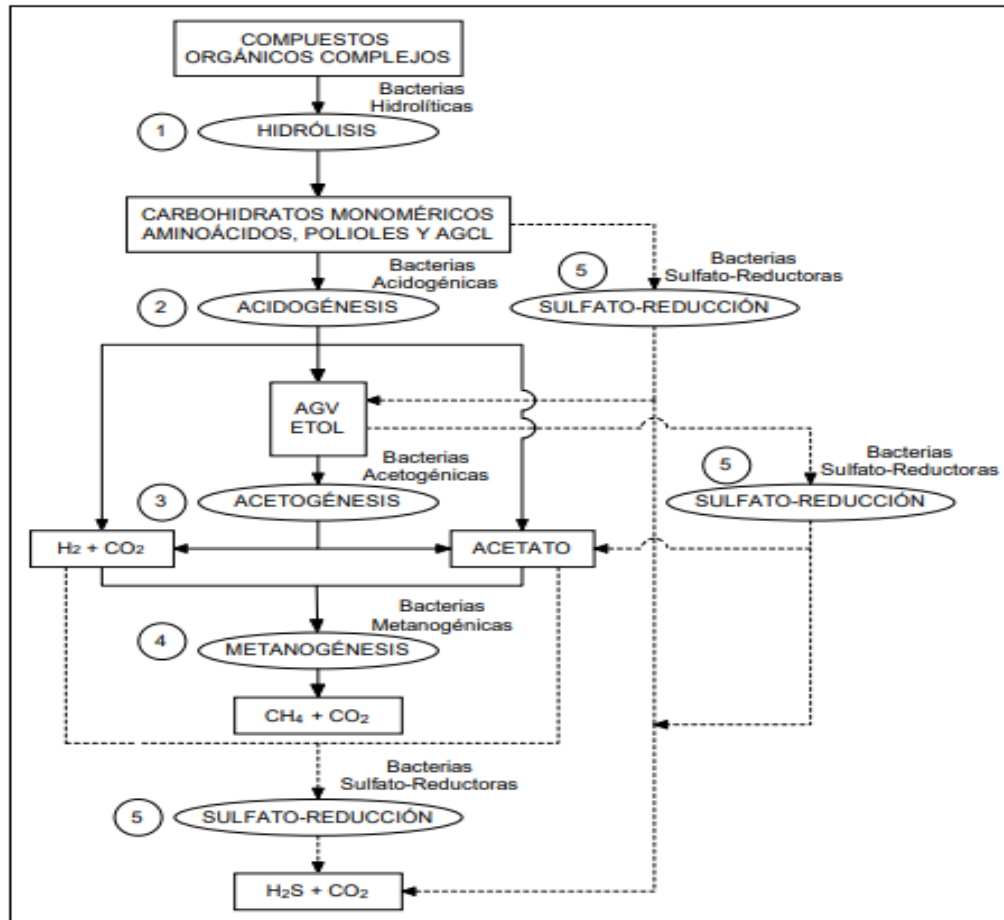 COMPUESTOS
ORGÁNICOS COMPLEJOS
Bacterias
Hidrolíticas
1
HIDRÓLISIS
CARBOHIDRATOS MONOMÉRICOS
AMINOÁCIDOS, POLIOLES Y AGCL
Bacterias
Acidogénicas
2
ACIDOGÉNESIS
5
Bacterias
Sulfato-Reductoras
SULFATO-REDUCCIÓN
AGV
ETOL
Bacterias
Acetogénicas
3
ACETOGÉNESIS
5
Bacterias
Sulfato-Reductoras
SULFATO-REDUCCIÓN
H2 + CO2
ACETATO
Bacterias
Metanogénicas
4
METANOGÉNESIS
CH4 + CO2
Bacterias
Sulfato-Reductoras
5
SULFATO-REDUCCIÓN
H2S + CO2